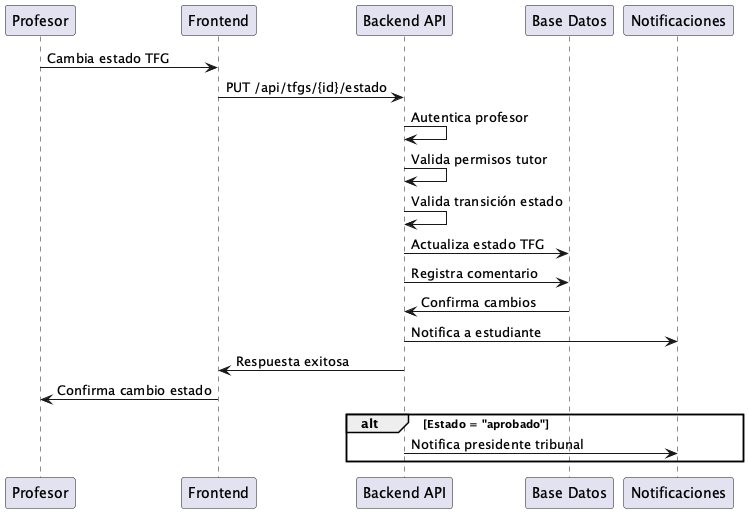 Profesor
Frontend
Backend API
Base Datos
Notificaciones
Cambia estado TFG
PUT /api/tfgs/{id}/estado
Autentica profesor
Valida permisos tutor
Valida transición estado
Actualiza estado TFG
Registra comentario
Confirma cambios
Notifica a estudiante
Respuesta exitosa
Confirma cambio estado
alt
[Estado = "aprobado"]
Notifica presidente tribunal
Profesor
Frontend
Backend API
Base Datos
Notificaciones